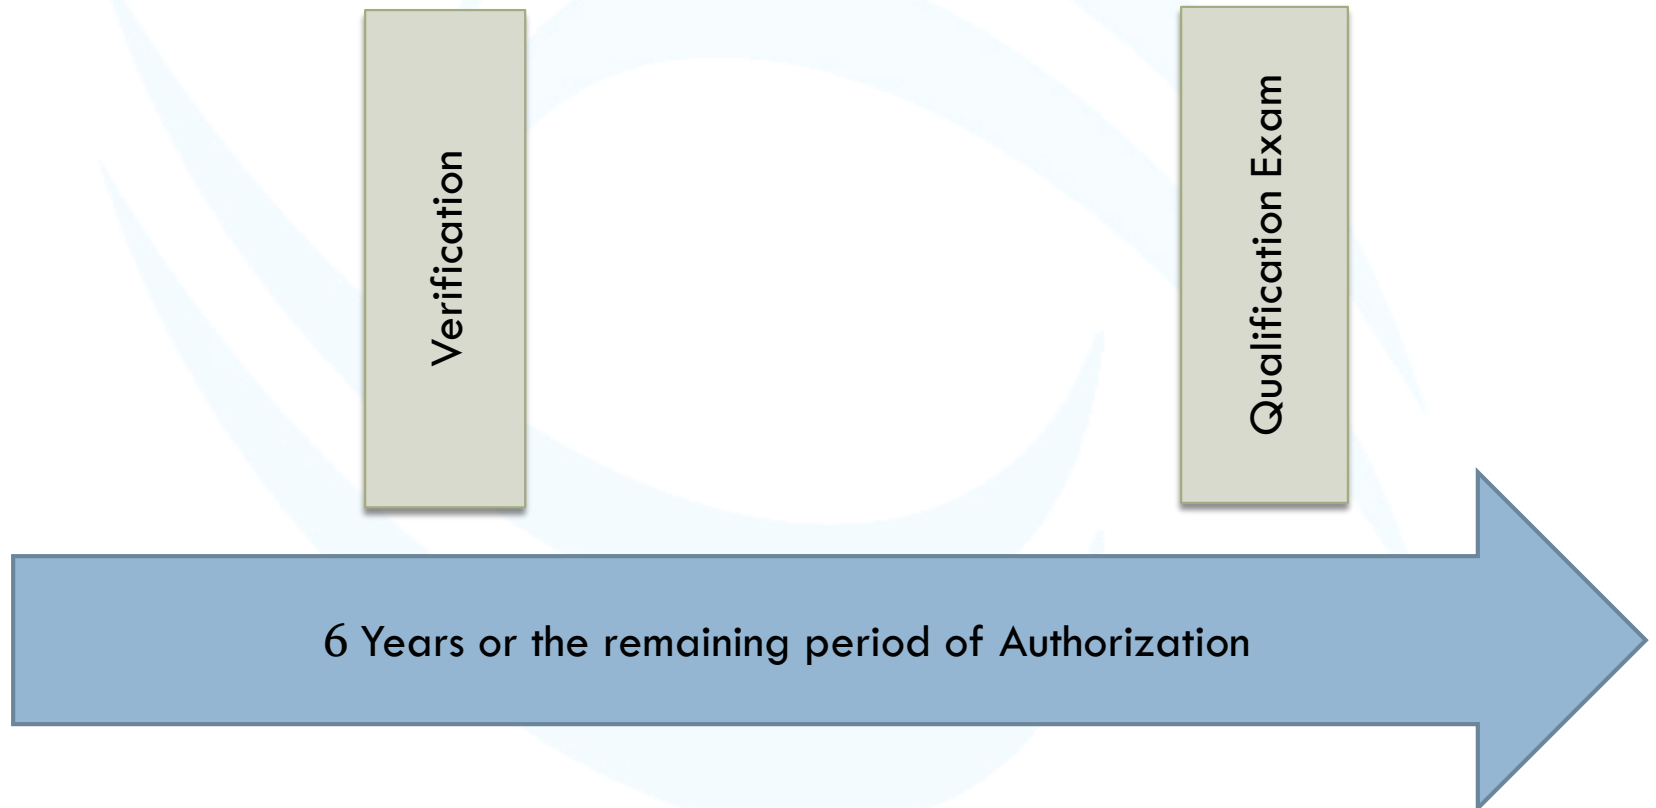 Verification
Qualification Exam
6 Years or the remaining period of Authorization